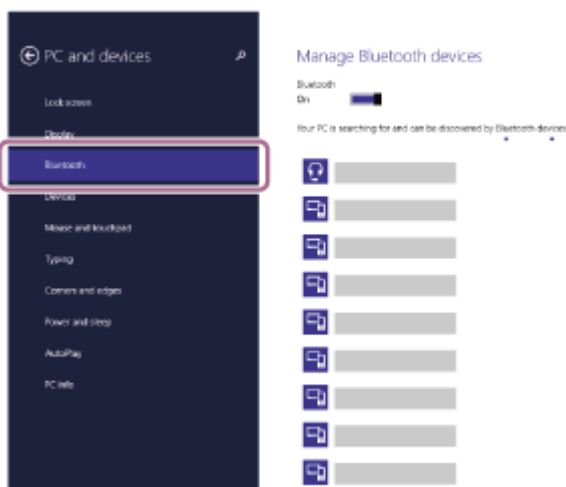 PC and devices
Lock screen
Display
Bluetooth
Devices
Mouse and touchpad
Typing
Corners and edges
Power and sleep
AutoPlay
PC info
Manage Bluetooth devices
Bluetooth
On
Your PC is searching for and can be discovered by Bluetooth devices